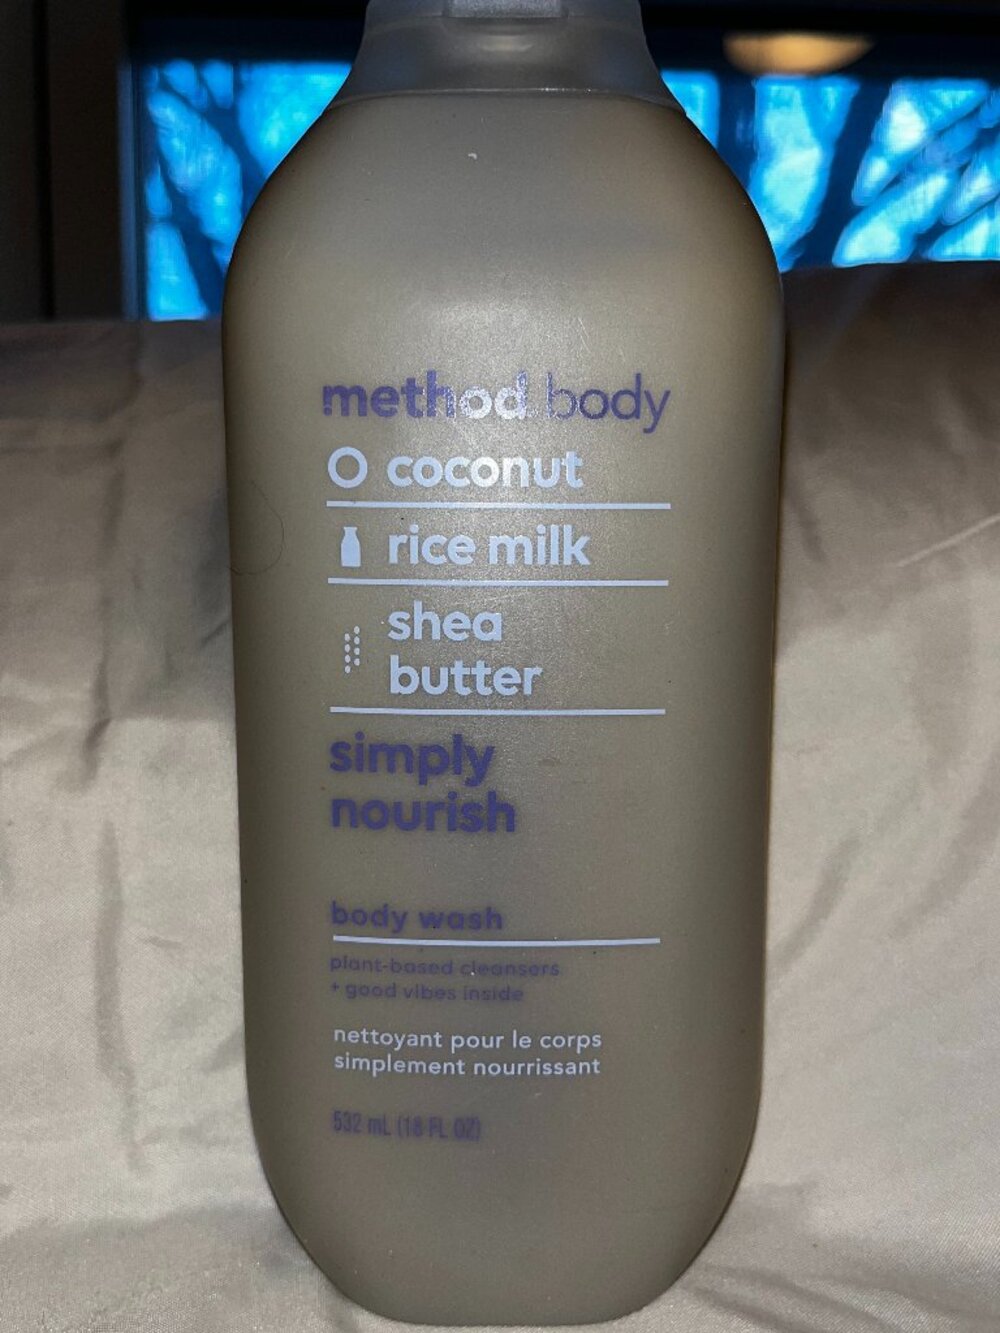 method body
coconut
rice milk
shea
butter
simply
nourish
body wash
plant-based cleansers
+ good vibes inside
nettoyant pour le corps
simplement nourrissant
532 mL (18 FL OZ)